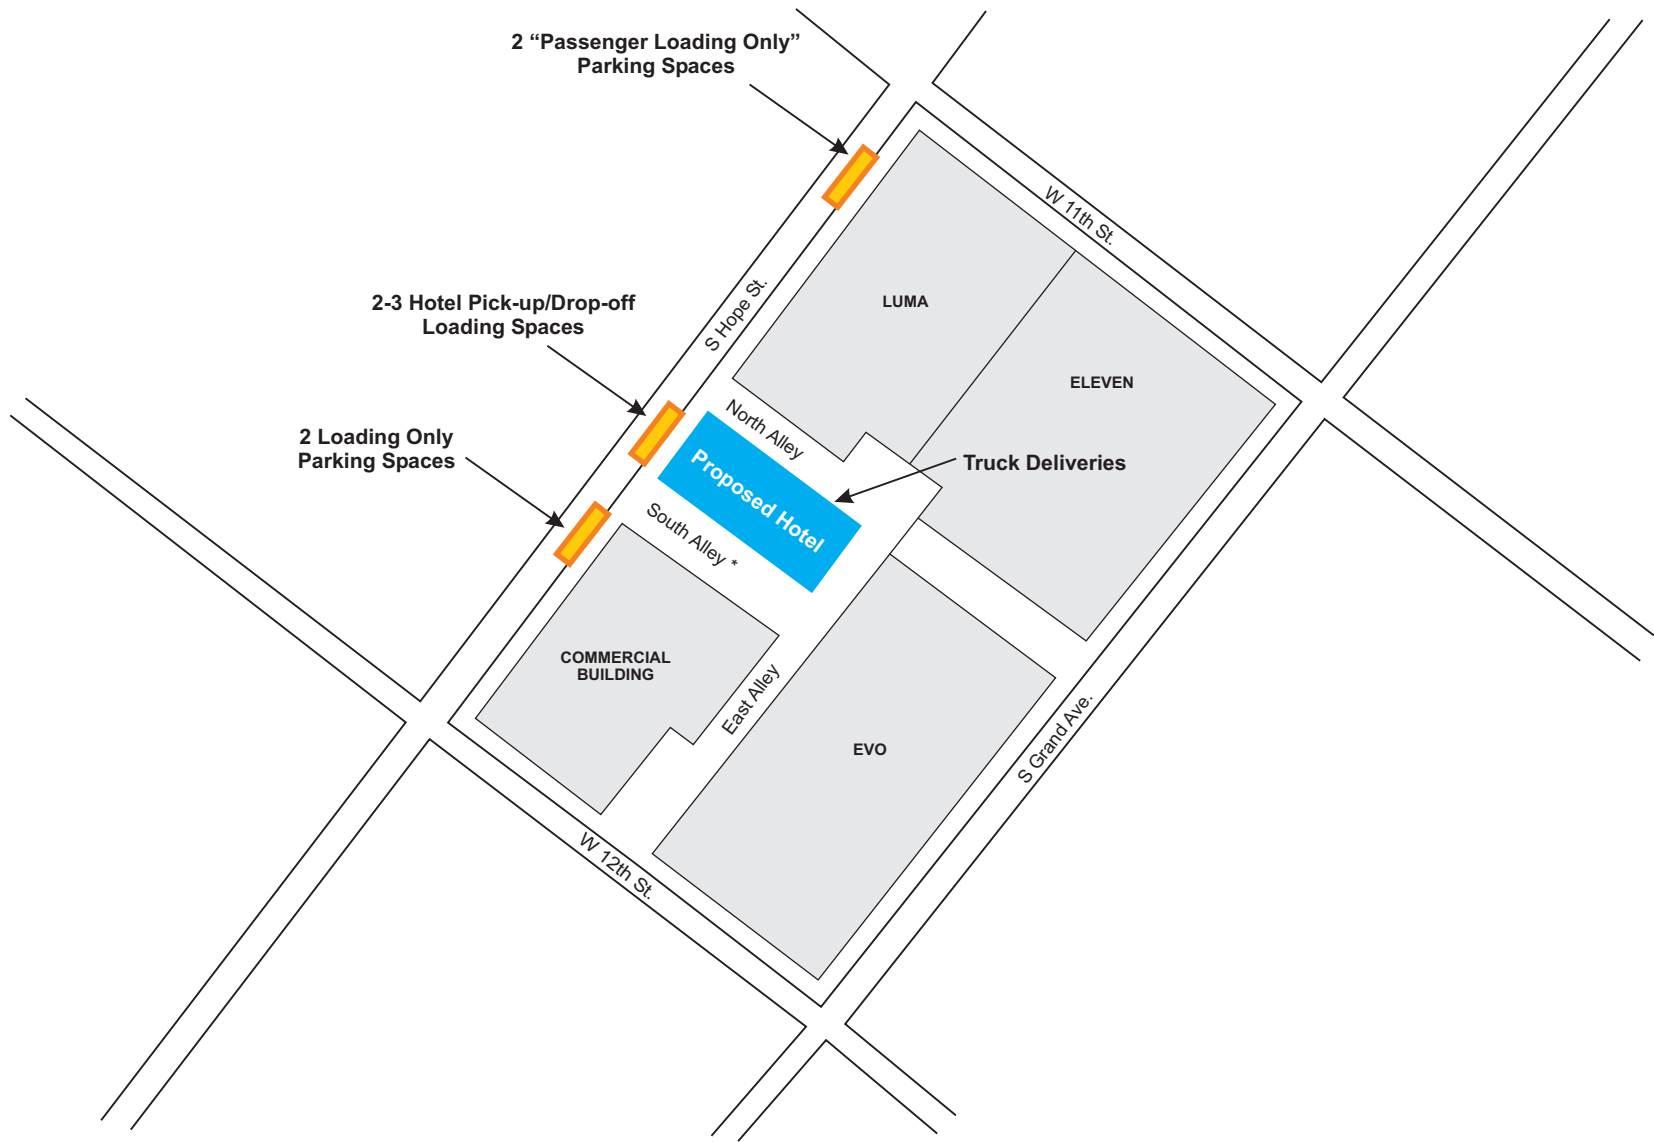 2 “Passenger Loading Only”
Parking Spaces
W 11th St.
2-3 Hotel Pick-up/Drop-off
Loading Spaces
S Hope St.
LUMA
ELEVEN
North Alley
2 Loading Only
Parking Spaces
Proposed Hotel
Truck Deliveries
South Alley *
COMMERCIAL
BUILDING
East Alley
EVO
S Grand Ave.
W 12th St.